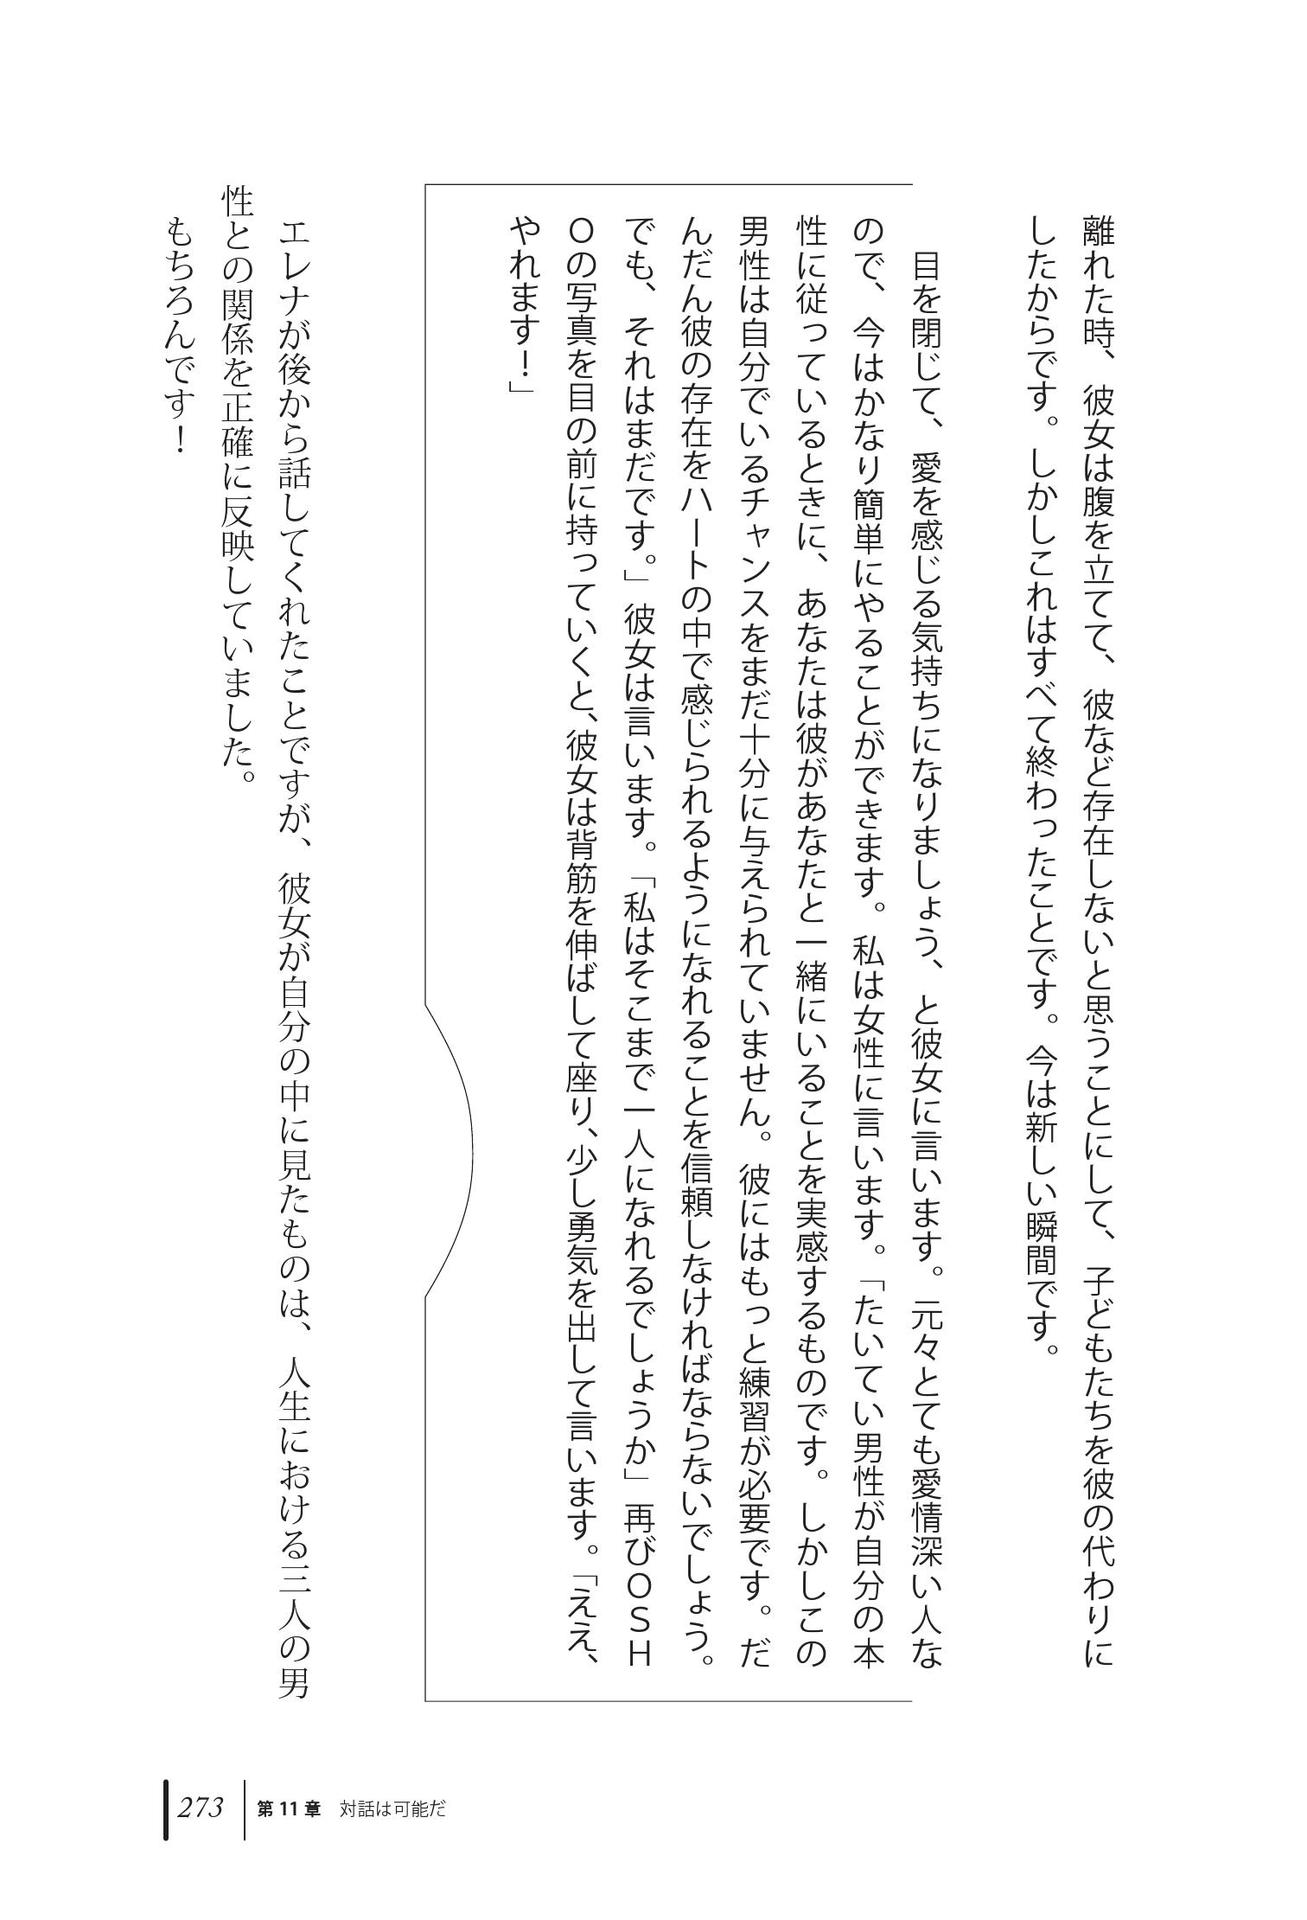 離れた時、彼女は腹を立てて、彼など存在しないと思うことにして、子どもたちを彼の代わりに
したからです。しかしこれはすべて終わったことです。今は新しい瞬間です。
目を閉じて、愛を感じる気持ちになりましょう、と彼女に言います。元々とても愛情深い人な
ので、今はかなり簡単にやることができます。私は女性に言います。「たいてい男性が自分の本
性に従っているときに、あなたは彼があなたと一緒にいることを実感するものです。しかしこの
男性は自分でいるチャンスをまだ十分に与えられていません。彼にはもっと練習が必要です。だ
んだん彼の存在をハートの中で感じられるようになれることを信頼しなければならないでしょう。
でも、それはまだです。」彼女は言います。「私はそこまで一人になれるでしょうか」再びＯＳＨ
Ｏの写真を目の前に持っていくと、彼女は背筋を伸ばして座り、少し勇気を出して言います。「ええ、
やれます！」
エレナが後から話してくれたことですが、彼女が自分の中に見たものは、人生における三人の男
性との関係を正確に反映していました。
もちろんです！
273 第11章 対話は可能だ